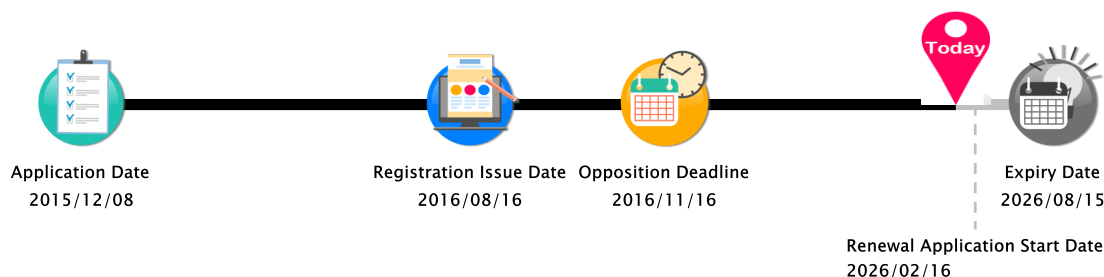 Today
Application Date
2015/12/08
Registration Issue Date
2016/08/16
Opposition Deadline
2016/11/16
Expiry Date
2026/08/15
Renewal Application Start Date
2026/02/16